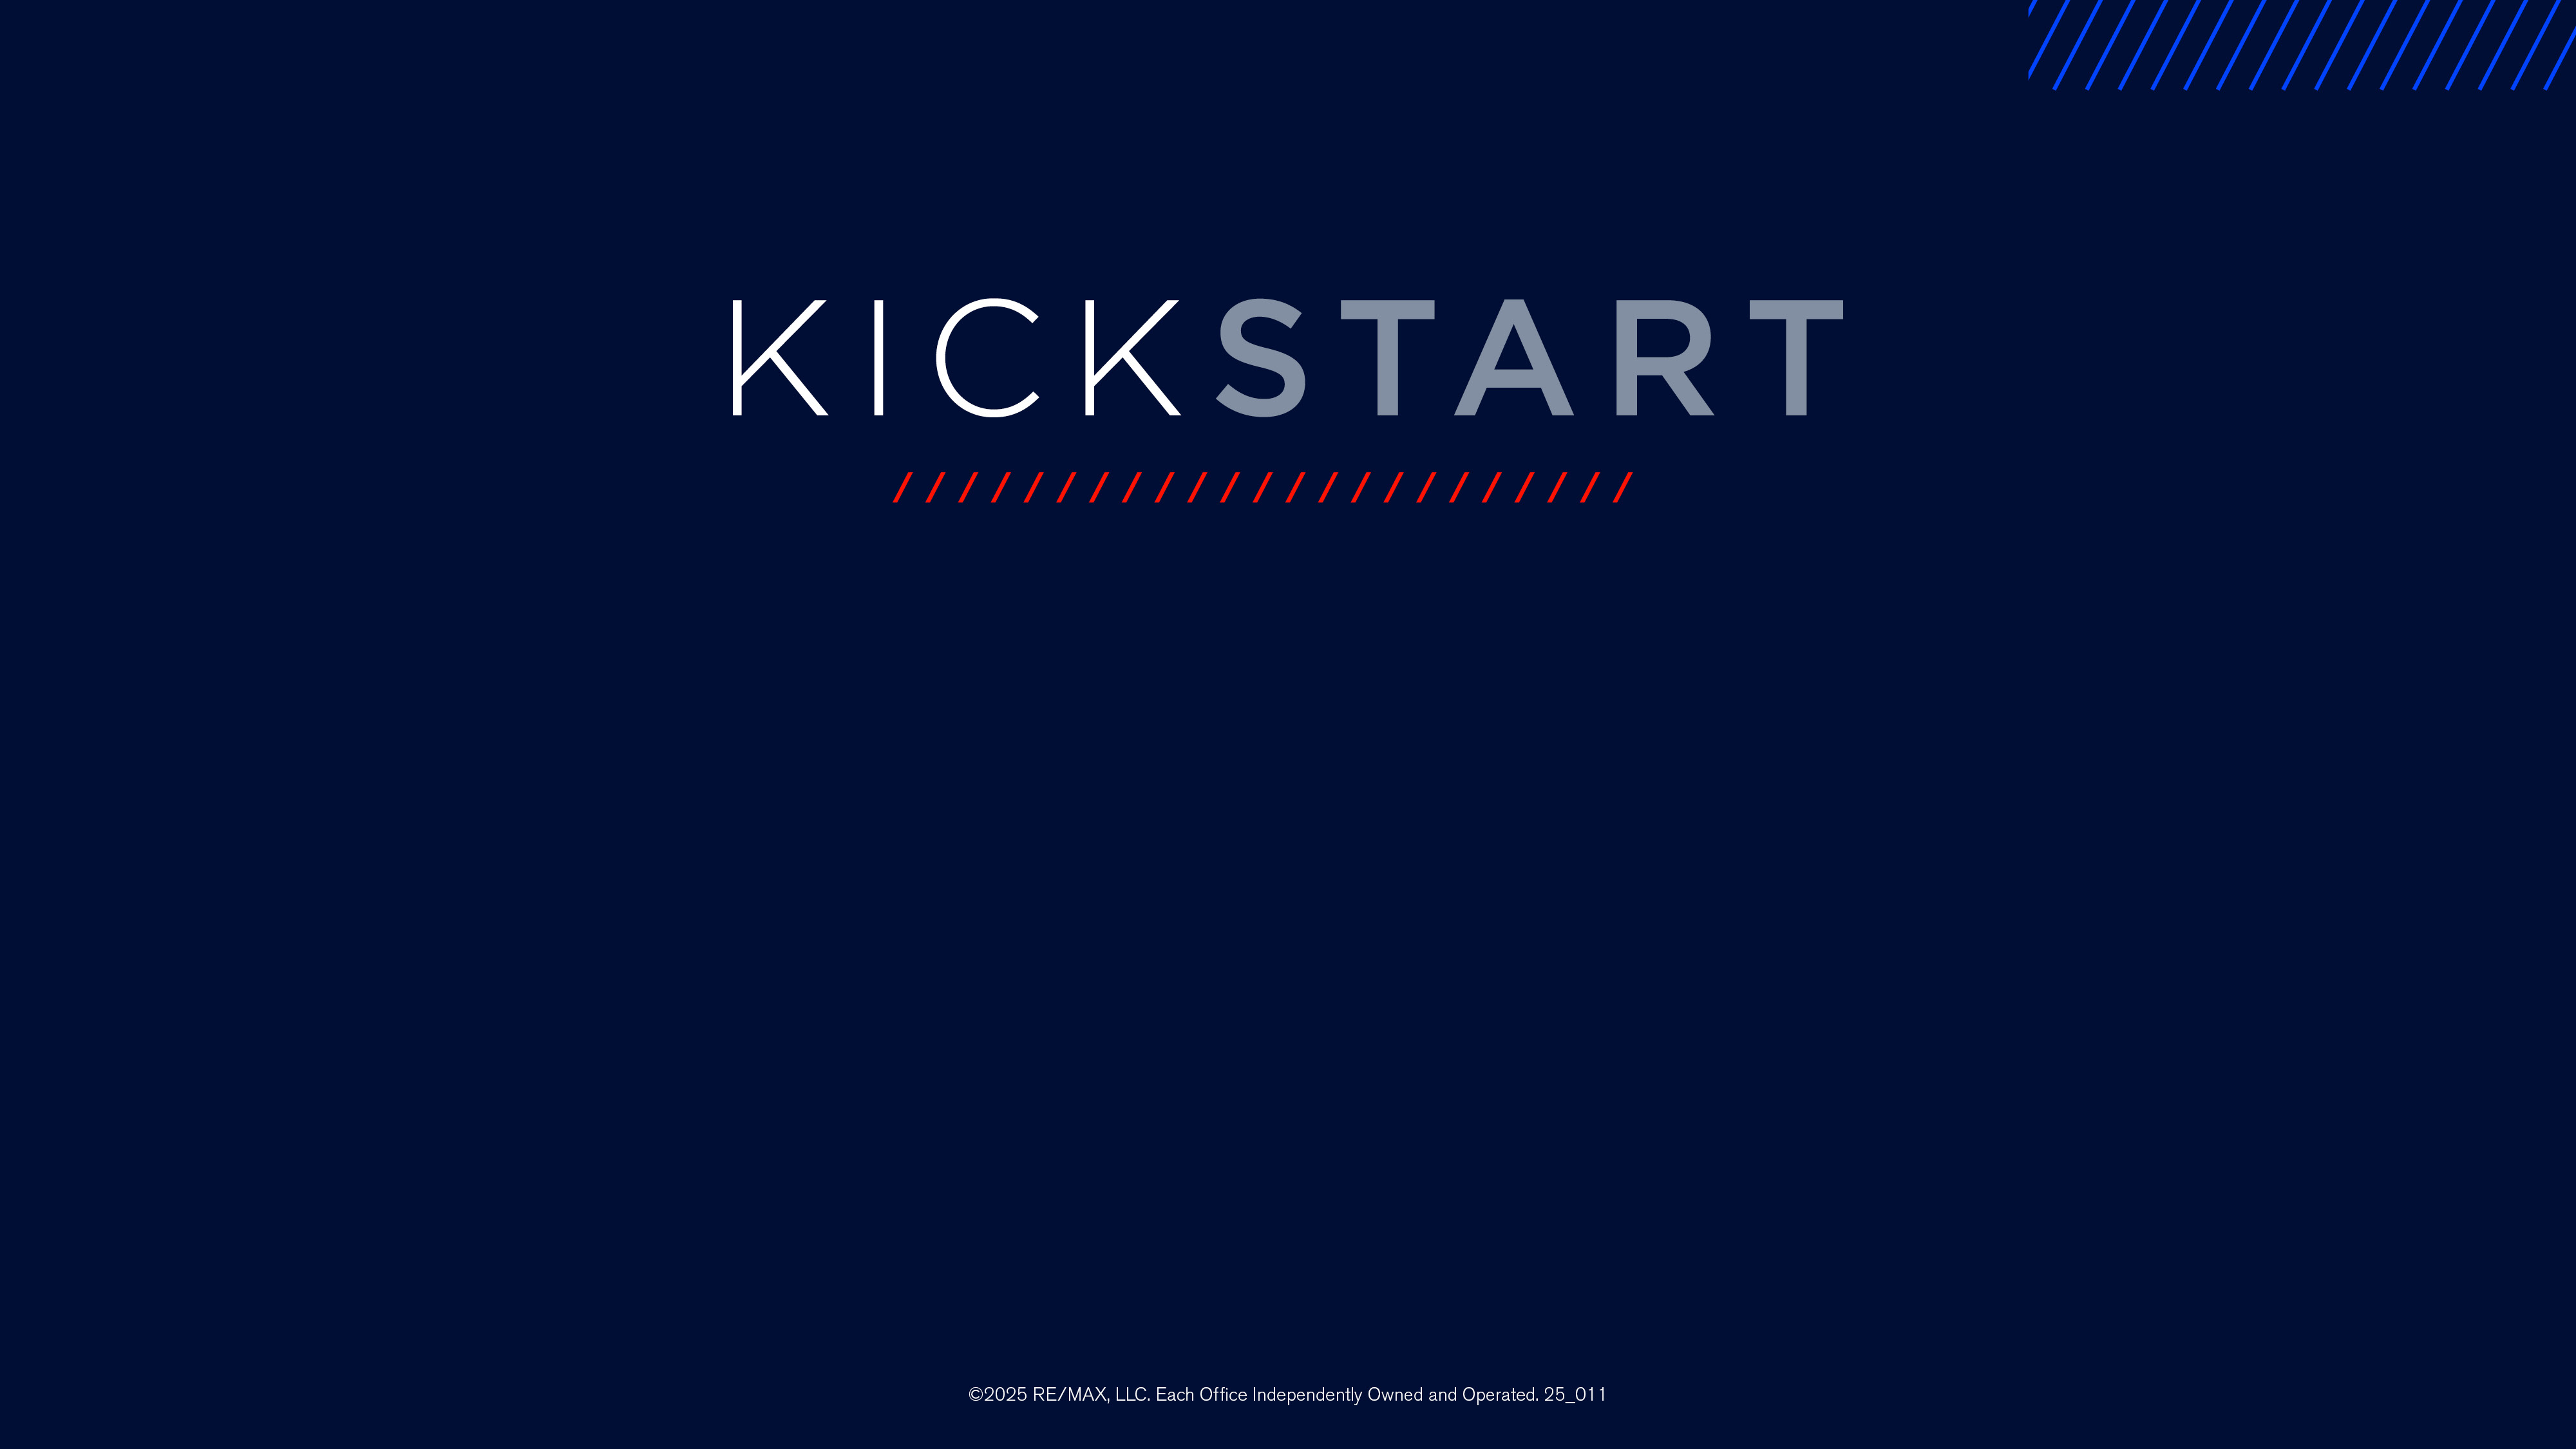 KICKSTART
©2025 RE/MAX, LLC. Each Office Independently Owned and Operated. 25_011